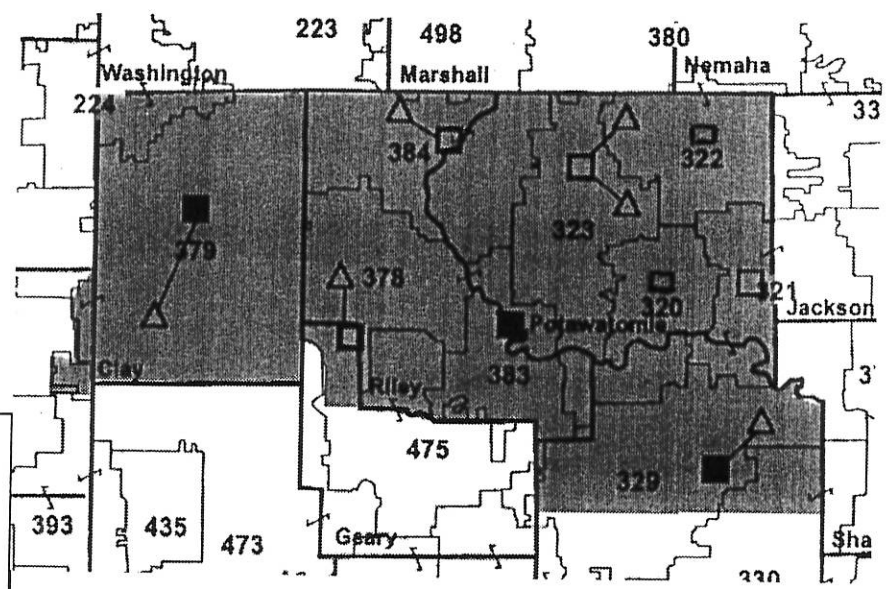 223 498 380
Washington Marshall Nemaha
224 33
384 322
323
379
378 320 321
Jackson
Potawatomie
Clay Riley 383 3
475
329
393 435 473
Geary Sha
330